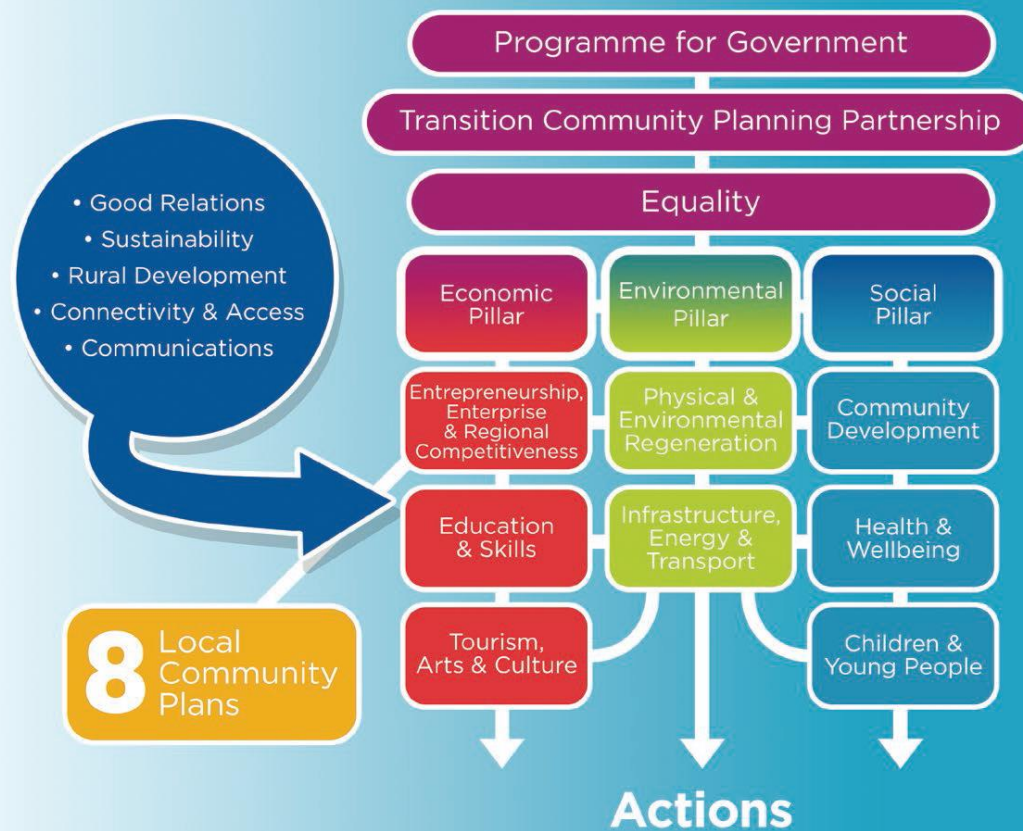 Programme for Government
Transition Community Planning Partnership
Equality
• Good Relations
• Sustainability
• Rural Development
• Connectivity & Access
• Communications
Economic
Pillar
Environmental
Pillar
Social
Pillar
Entrepreneurship,
Enterprise
& Regional
Competitiveness
Physical &
Environmental
Regeneration
Community
Development
Education
& Skills
Infrastructure,
Energy &
Transport
Health &
Wellbeing
Tourism,
Arts & Culture
Children &
Young People
8 Local
Community
Plans
Actions